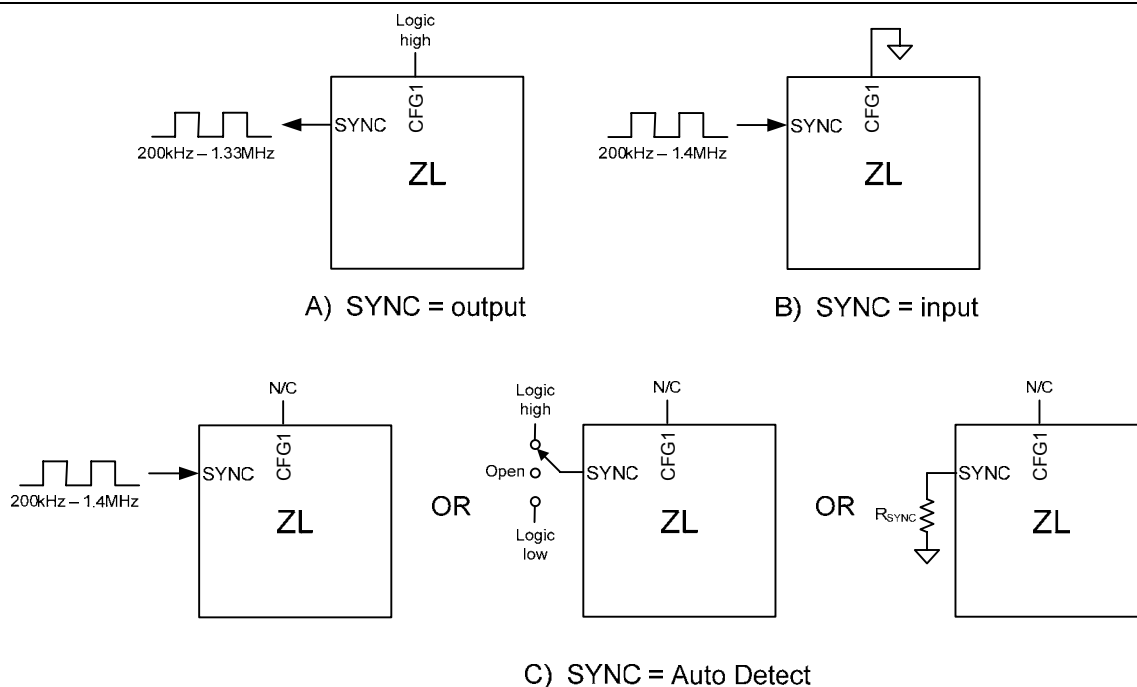 Logic
high
SYNC
CFG1
200kHz – 1.33MHz
ZL
A) SYNC = output
SYNC
CFG1
200kHz – 1.4MHz
ZL
B) SYNC = input
N/C
SYNC
CFG1
200kHz – 1.4MHz
ZL
OR
Logic
high
Open
Logic
low
N/C
SYNC
CFG1
ZL
OR
RSYNC
N/C
SYNC
CFG1
ZL
C) SYNC = Auto Detect